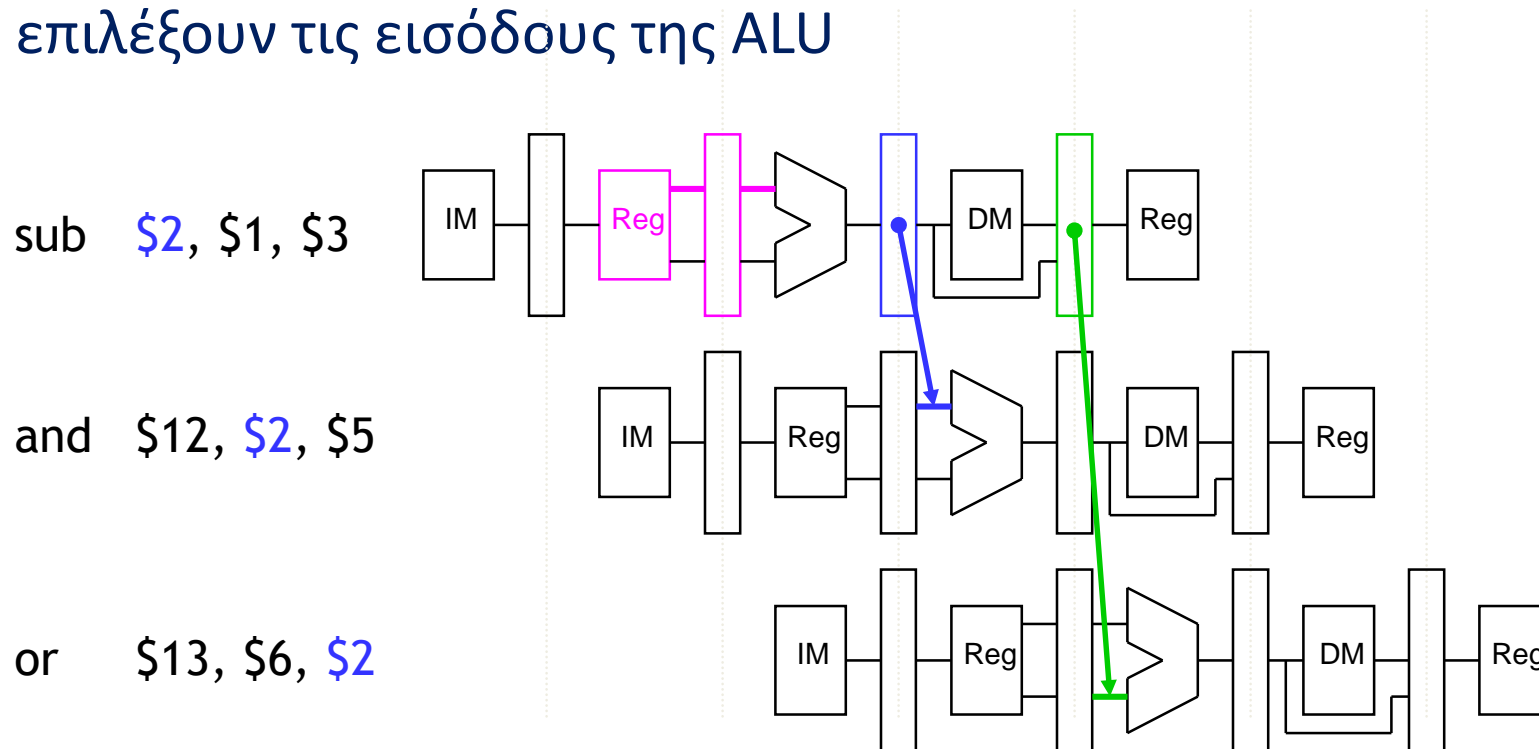 επιλέξουν τις εισόδους της ALU
sub $2, $1, $3 IM Reg DM Reg
and $12, $2, $5 IM Reg DM Reg
or $13, $6, $2 IM Reg DM Reg